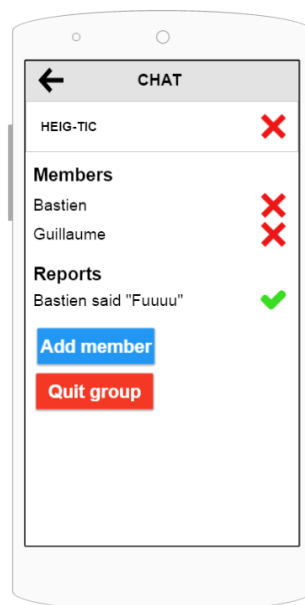 CHAT
HEIG-TIC
Members
Bastien
Guillaume
Reports
Bastien said "Fuuuu"
Add member
Quit group